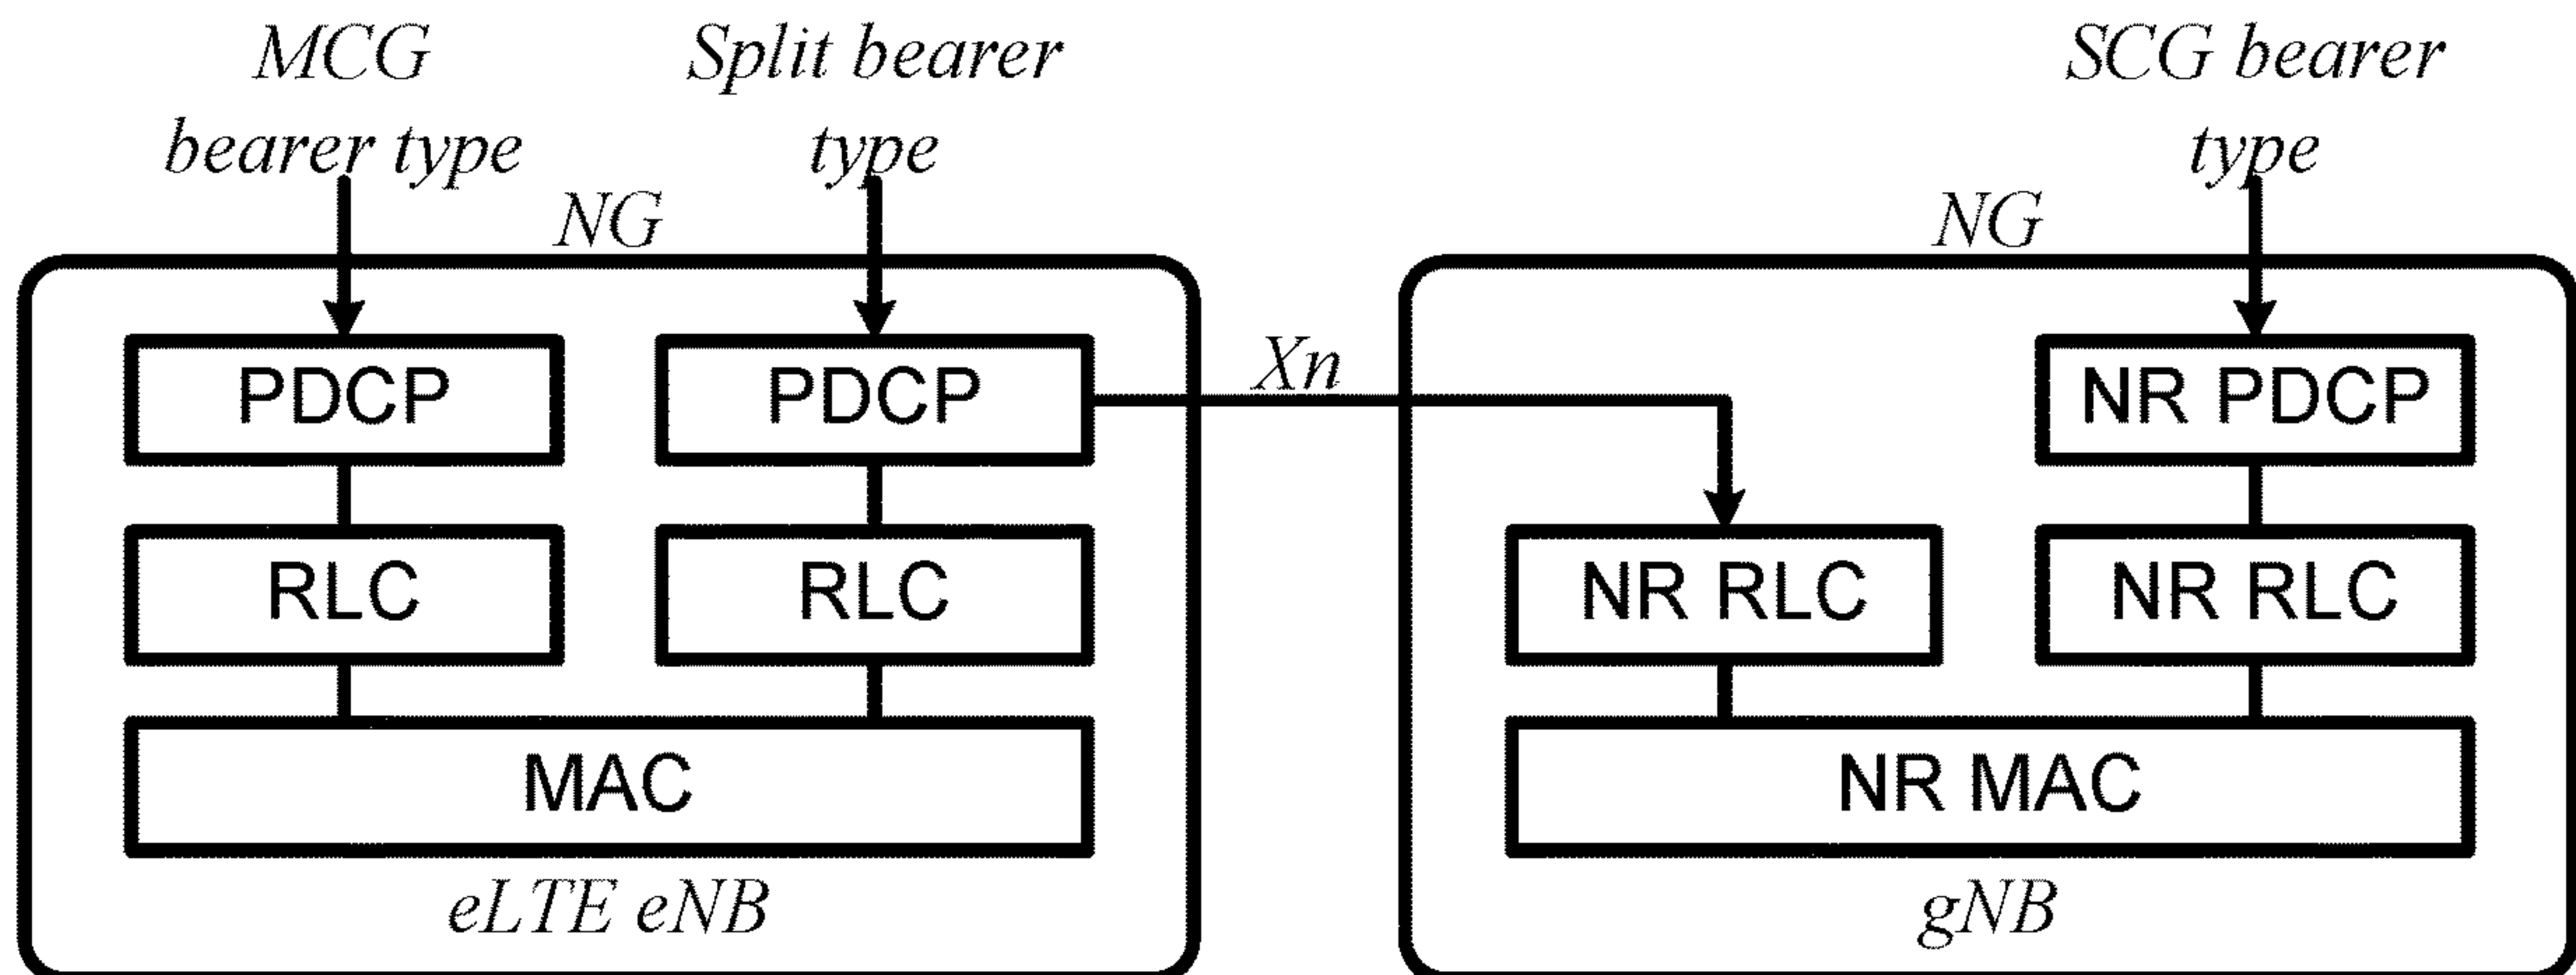 MCG
bearer type
Split bearer
type
SCG bearer
type
NG
NG
Xn
PDCP
PDCP
NR PDCP
RLC
RLC
NR RLC
NR RLC
MAC
NR MAC
eLTE eNB
gNB